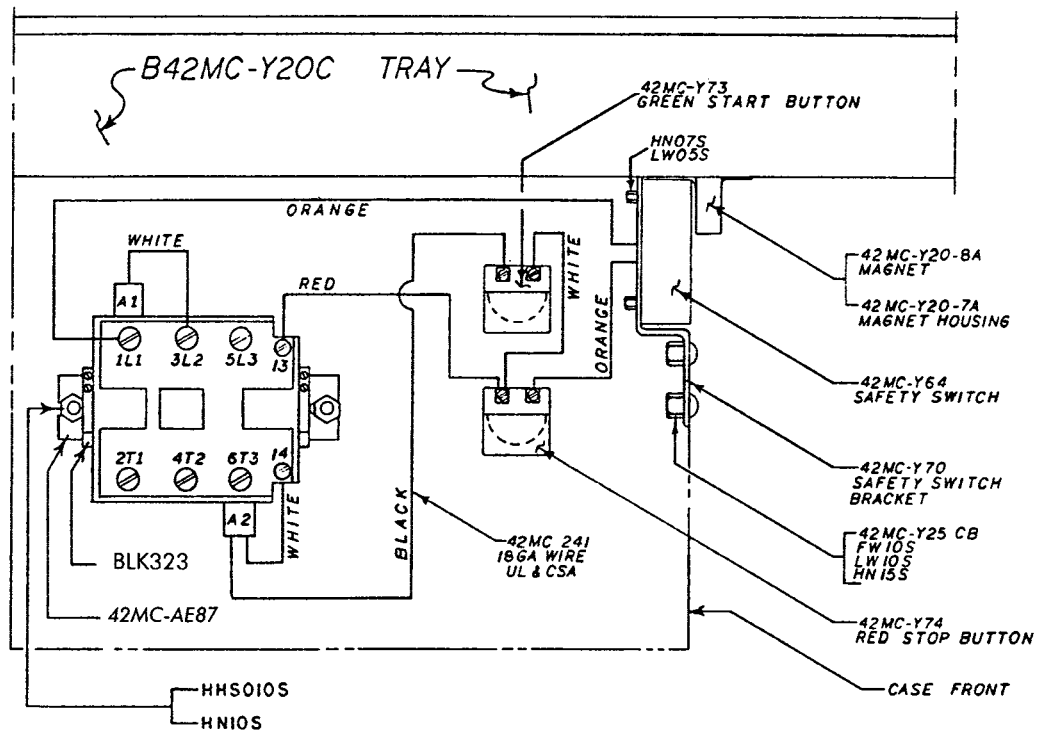 B42MC-Y20C TRAY
42MC-Y73
GREEN START BUTTON
HN07S
LW05S
ORANGE
WHITE
A1
RED
WHITE
ORANGE
42MC-Y20-8A
MAGNET
42MC-Y20-7A
MAGNET HOUSING
1L1 3L2 5L3 13
42MC-Y64
SAFETY SWITCH
2T1 4T2 6T3 14
A2
WHITE
BLACK
42MC-Y70
SAFETY SWITCH
BRACKET
42MC 241
18GA WIRE
UL & CSA
42MC-Y25 CB
FW10S
LW10S
HN15S
BLK323
42MC-AE87
42MC-Y74
RED STOP BUTTON
CASE FRONT
HHSO10S
HN10S